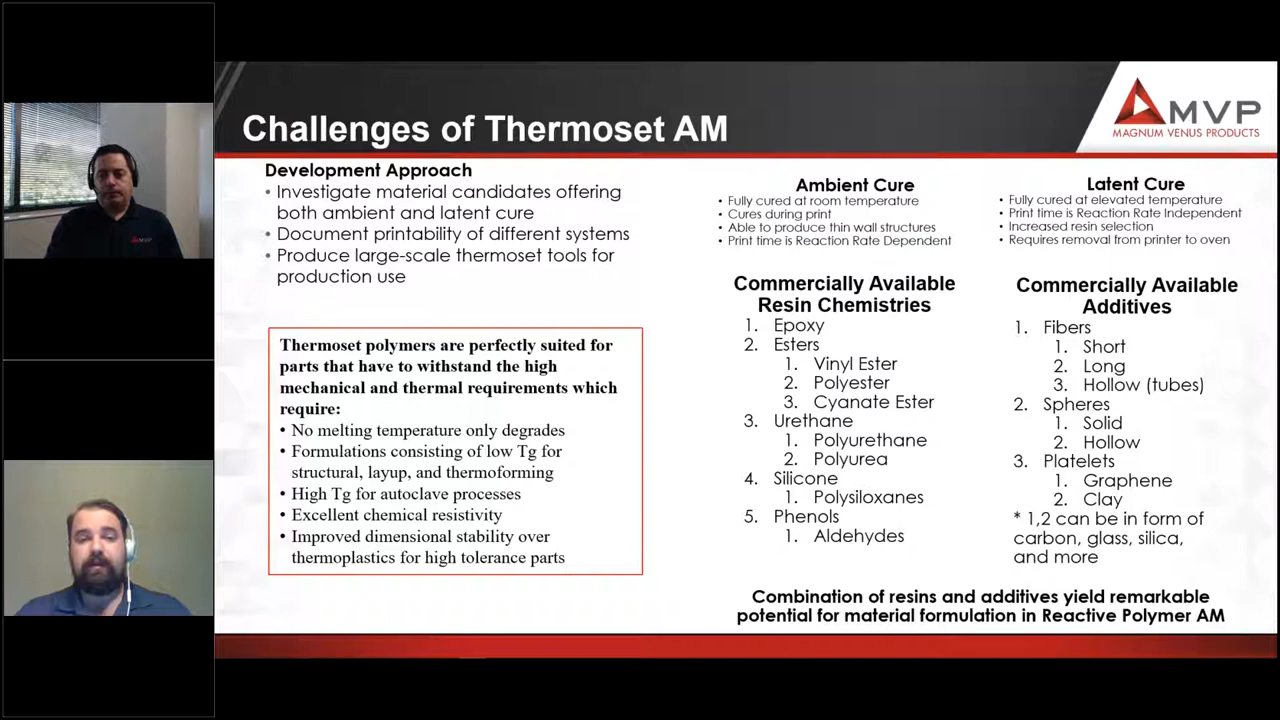 Challenges of Thermoset AM
MVP
MAGNUM VENUS PRODUCTS
Development Approach
• Investigate material candidates offering
both ambient and latent cure
• Document printability of different systems
• Produce large-scale thermoset tools for
production use
Thermoset polymers are perfectly suited for
parts that have to withstand the high
mechanical and thermal requirements which
require:
• No melting temperature only degrades
• Formulations consisting of low Tg for
structural, layup, and thermoforming
• High Tg for autoclave processes
• Excellent chemical resistivity
• Improved dimensional stability over
thermoplastics for high tolerance parts
Ambient Cure
• Fully cured at room temperature
• Cures during print
• Able to produce thin wall structures
• Print time is Reaction Rate Dependent
Latent Cure
• Fully cured at elevated temperature
• Print time is Reaction Rate Independent
• Increased resin selection
• Requires removal from printer to oven
Commercially Available
Resin Chemistries
1. Epoxy
2. Esters
1. Vinyl Ester
2. Polyester
3. Cyanate Ester
3. Urethane
1. Polyurethane
2. Polyurea
4. Silicone
1. Polysiloxanes
5. Phenols
1. Aldehydes
Commercially Available
Additives
1. Fibers
1. Short
2. Long
3. Hollow (tubes)
2. Spheres
1. Solid
2. Hollow
3. Platelets
1. Graphene
2. Clay
* 1,2 can be in form of
carbon, glass, silica,
and more
Combination of resins and additives yield remarkable
potential for material formulation in Reactive Polymer AM
MVP